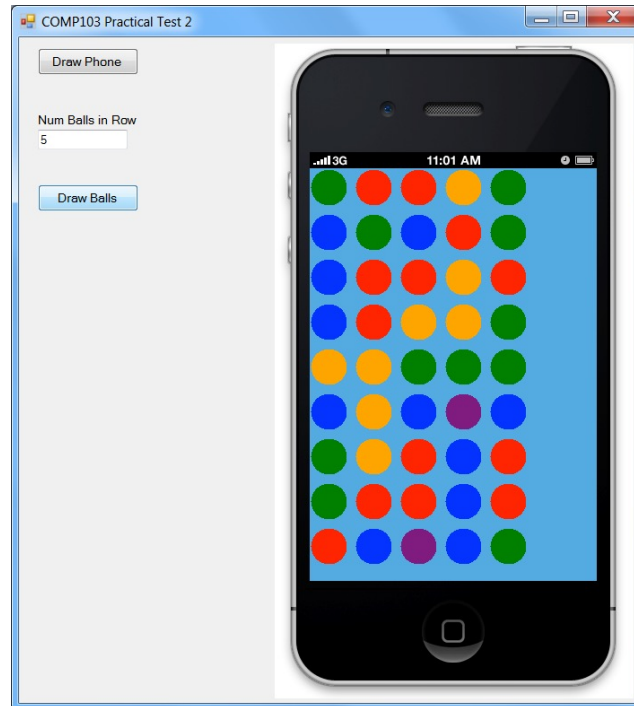 COMP103 Practical Test 2
Draw Phone
Num Balls in Row
5
Draw Balls
3G 11:01 AM